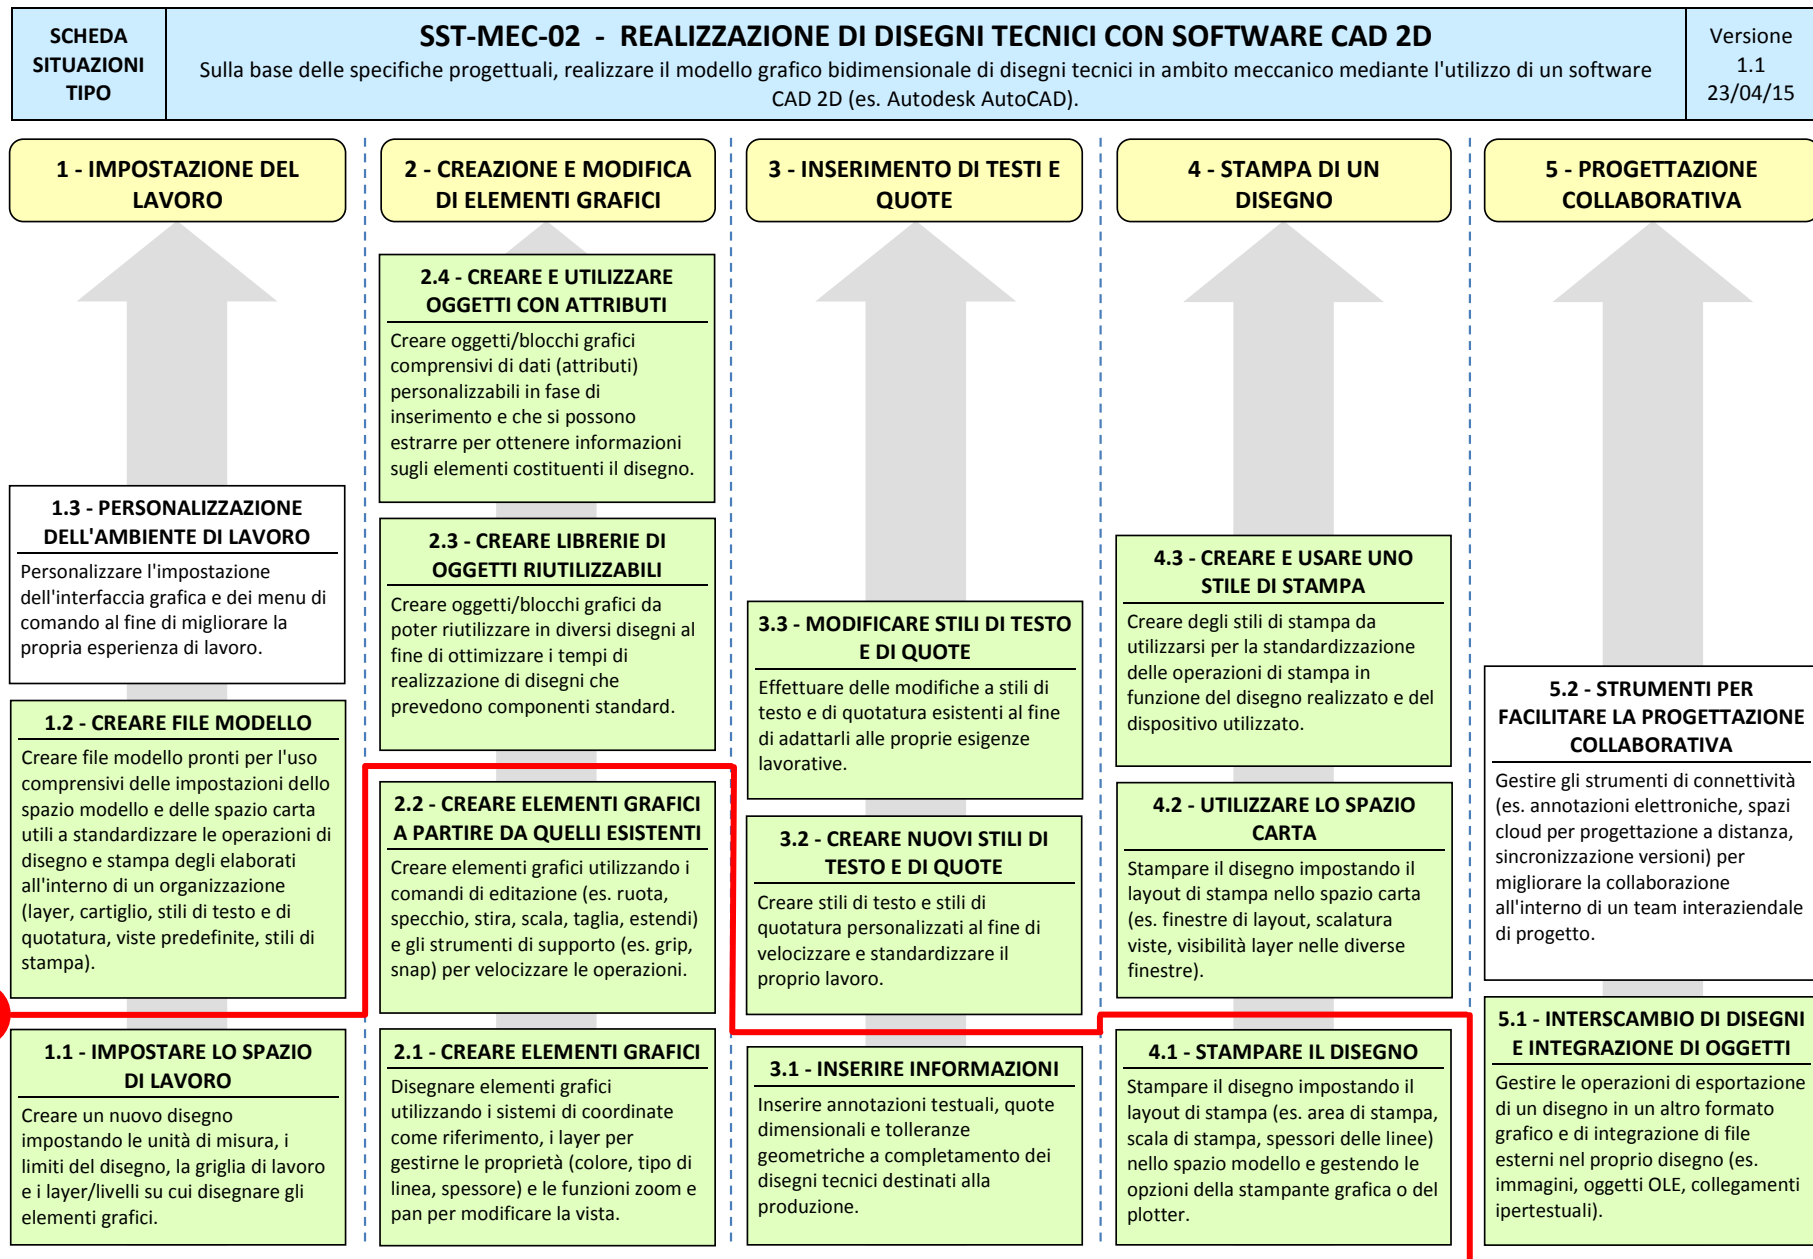 SCHEDA
SITUAZIONI
TIPO
SST-MEC-02 - REALIZZAZIONE DI DISEGNI TECNICI CON SOFTWARE CAD 2D
Sulla base delle specifiche progettuali, realizzare il modello grafico bidimensionale di disegni tecnici in ambito meccanico mediante l'utilizzo di un software
CAD 2D (es. Autodesk AutoCAD).
Versione
1.1
23/04/15
1 - IMPOSTAZIONE DEL
LAVORO
1.3 - PERSONALIZZAZIONE
DELL'AMBIENTE DI LAVORO
Personalizzare l'impostazione
dell'interfaccia grafica e dei menu di
comando al fine di migliorare la
propria esperienza di lavoro.
1.2 - CREARE FILE MODELLO
Creare file modello pronti per l'uso
comprensivi delle impostazioni dello
spazio modello e delle spazio carta
utili a standardizzare le operazioni di
disegno e stampa degli elaborati
all'interno di un organizzazione
(layer, cartiglio, stili di testo e di
quotatura, viste predefinite, stili di
stampa).
1.1 - IMPOSTARE LO SPAZIO
DI LAVORO
Creare un nuovo disegno
impostando le unità di misura, i
limiti del disegno, la griglia di lavoro
e i layer/livelli su cui disegnare gli
elementi grafici.
2 - CREAZIONE E MODIFICA
DI ELEMENTI GRAFICI
2.4 - CREARE E UTILIZZARE
OGGETTI CON ATTRIBUTI
Creare oggetti/blocchi grafici
comprensivi di dati (attributi)
personalizzabili in fase di
inserimento e che si possono
estrarre per ottenere informazioni
sugli elementi costituenti il disegno.
2.3 - CREARE LIBRERIE DI
OGGETTI RIUTILIZZABILI
Creare oggetti/blocchi grafici da
poter riutilizzare in diversi disegni al
fine di ottimizzare i tempi di
realizzazione di disegni che
prevedono componenti standard.
2.2 - CREARE ELEMENTI GRAFICI
A PARTIRE DA QUELLI ESISTENTI
Creare elementi grafici utilizzando i
comandi di editazione (es. ruota,
specchio, stira, scala, taglia, estendi)
e gli strumenti di supporto (es. grip,
snap) per velocizzare le operazioni.
2.1 - CREARE ELEMENTI GRAFICI
Disegnare elementi grafici
utilizzando i sistemi di coordinate
come riferimento, i layer per
gestirne le proprietà (colore, tipo di
linea, spessore) e le funzioni zoom e
pan per modificare la vista.
3 - INSERIMENTO DI TESTI E
QUOTE
3.3 - MODIFICARE STILI DI TESTO
E DI QUOTE
Effettuare delle modifiche a stili di
testo e di quotatura esistenti al fine
di adattarli alle proprie esigenze
lavorative.
3.2 - CREARE NUOVI STILI DI
TESTO E DI QUOTE
Creare stili di testo e stili di
quotatura personalizzati al fine di
velocizzare e standardizzare il
proprio lavoro.
3.1 - INSERIRE INFORMAZIONI
Inserire annotazioni testuali, quote
dimensionali e tolleranze
geometriche a completamento dei
disegni tecnici destinati alla
produzione.
4 - STAMPA DI UN
DISEGNO
4.3 - CREARE E USARE UNO
STILE DI STAMPA
Creare degli stili di stampa da
utilizzarsi per la standardizzazione
delle operazioni di stampa in
funzione del disegno realizzato e del
dispositivo utilizzato.
4.2 - UTILIZZARE LO SPAZIO
CARTA
Stampare il disegno impostando il
layout di stampa nello spazio carta
(es. finestre di layout, scalatura
viste, visibilità layer nelle diverse
finestre).
4.1 - STAMPARE IL DISEGNO
Stampare il disegno impostando il
layout di stampa (es. area di stampa,
scala di stampa, spessori delle linee)
nello spazio modello e gestendo le
opzioni della stampante grafica o del
plotter.
5 - PROGETTAZIONE
COLLABORATIVA
5.2 - STRUMENTI PER
FACILITARE LA PROGETTAZIONE
COLLABORATIVA
Gestire gli strumenti di connettività
(es. annotazioni elettroniche, spazi
cloud per progettazione a distanza,
sincronizzazione versioni) per
migliorare la collaborazione
all'interno di un team interaziendale
di progetto.
5.1 - INTERSCAMBIO DI DISEGNI
E INTEGRAZIONE DI OGGETTI
Gestire le operazioni di esportazione
di un disegno in un altro formato
grafico e di integrazione di file
esterni nel proprio disegno (es.
immagini, oggetti OLE, collegamenti
ipertestuali).